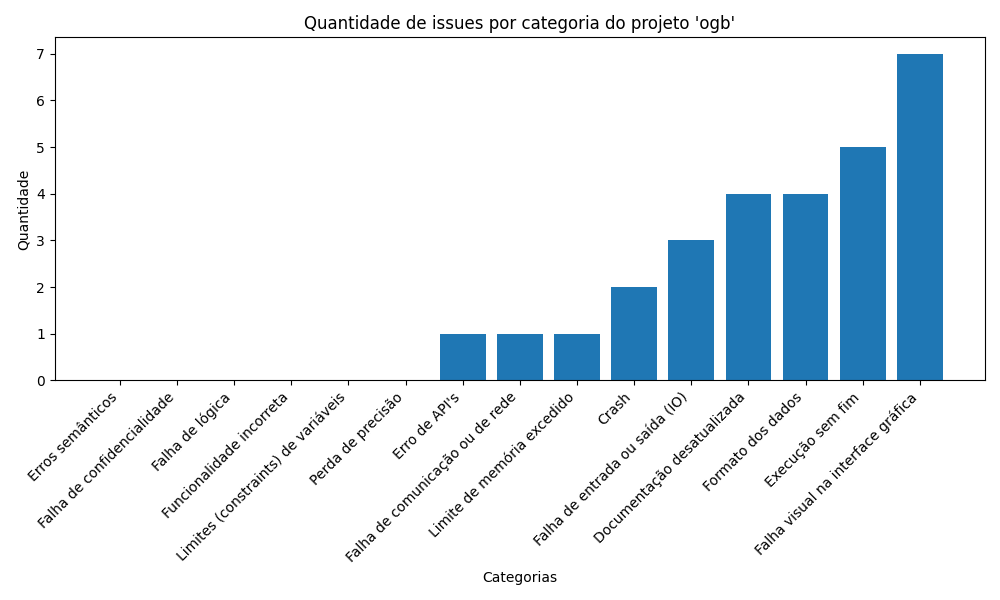 Quantidade de issues por categoria do projeto 'ogb'
Quantidade
7
6
5
4
3
2
1
0
Erros semânticos
Falha de confidencialidade
Falha de lógica
Funcionalidade incorreta
Limites (constraints) de variáveis
Perda de precisão
Erro de API's
Falha de comunicação ou de rede
Limite de memória excedido
Crash
Falha de entrada ou saída (IO)
Documentação desatualizada
Formato dos dados
Execução sem fim
Falha visual na interface gráfica
Categorias